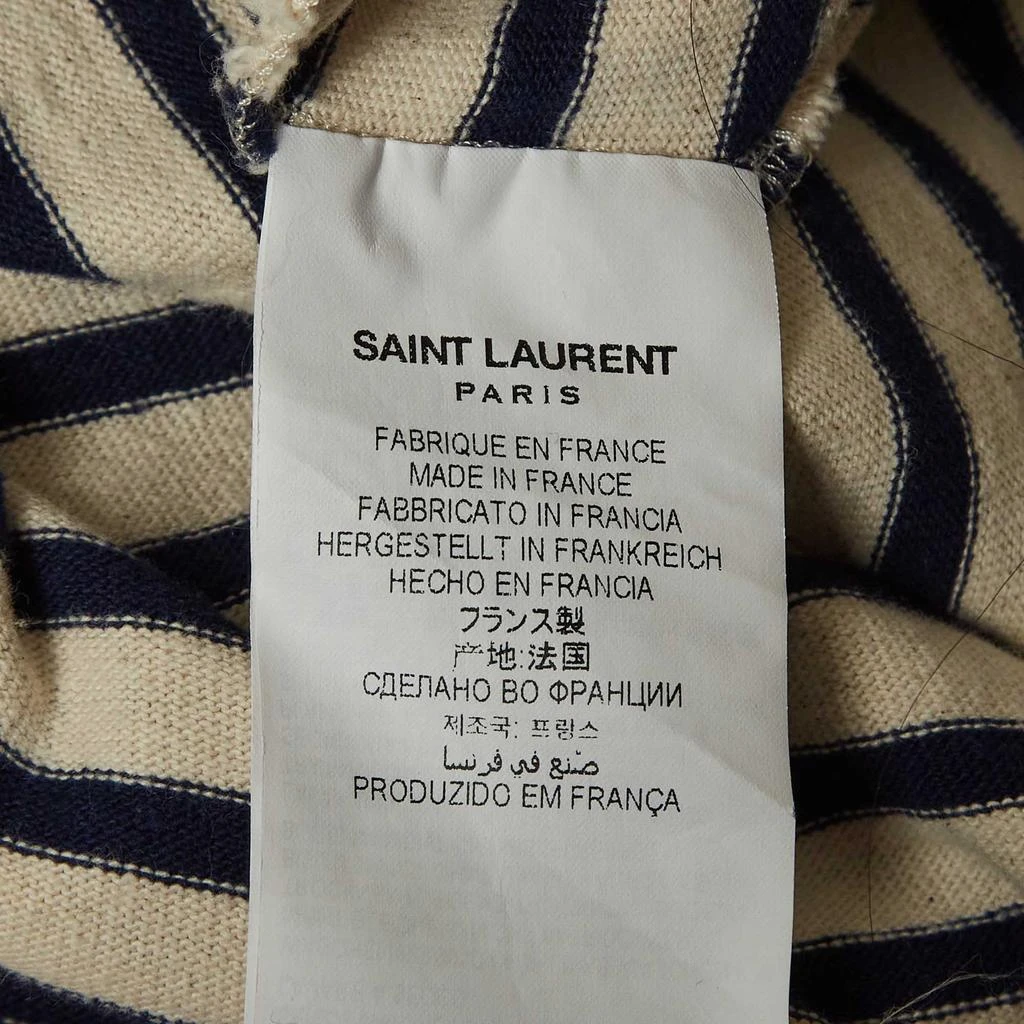 SAINT LAURENT
PARIS
FABRIQUE EN FRANCE
MADE IN FRANCE
FABBRICATO IN FRANCIA
HERGESTELLT IN FRANKREICH
HECHO EN FRANCIA
フランス製
产地:法国
СДЕЛАНО ВО ФРАНЦИИ
제조국: 프랑스
صنع في فرنسا
PRODUZIDO EM FRANÇA